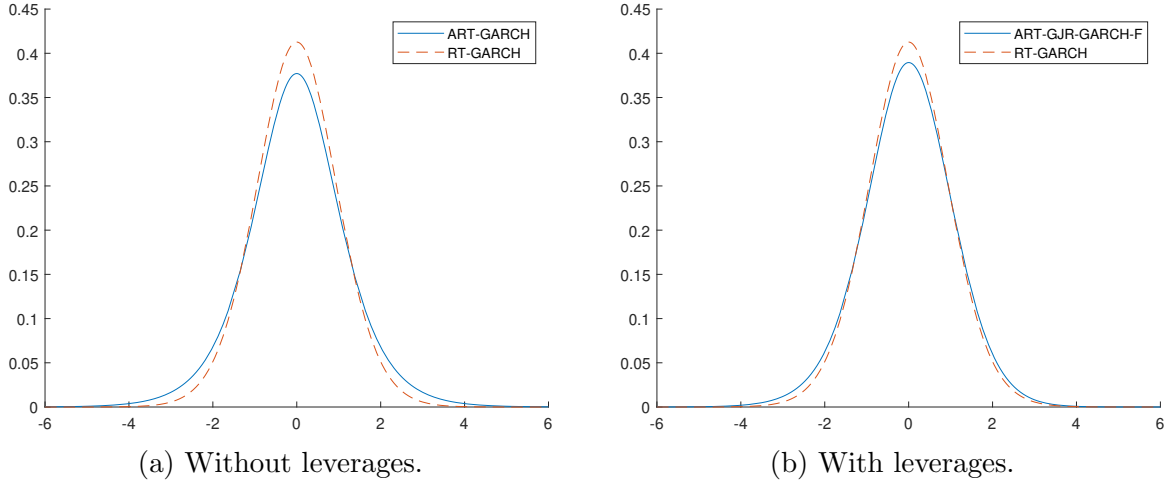 0.45
0.4
0.35
0.3
0.25
0.2
0.15
0.1
0.05
0
-6 -4 -2 0 2 4 6
ART-GARCH
RT-GARCH
(a) Without leverages.
0.45
0.4
0.35
0.3
0.25
0.2
0.15
0.1
0.05
0
-6 -4 -2 0 2 4 6
ART-GJR-GARCH-F
RT-GARCH
(b) With leverages.